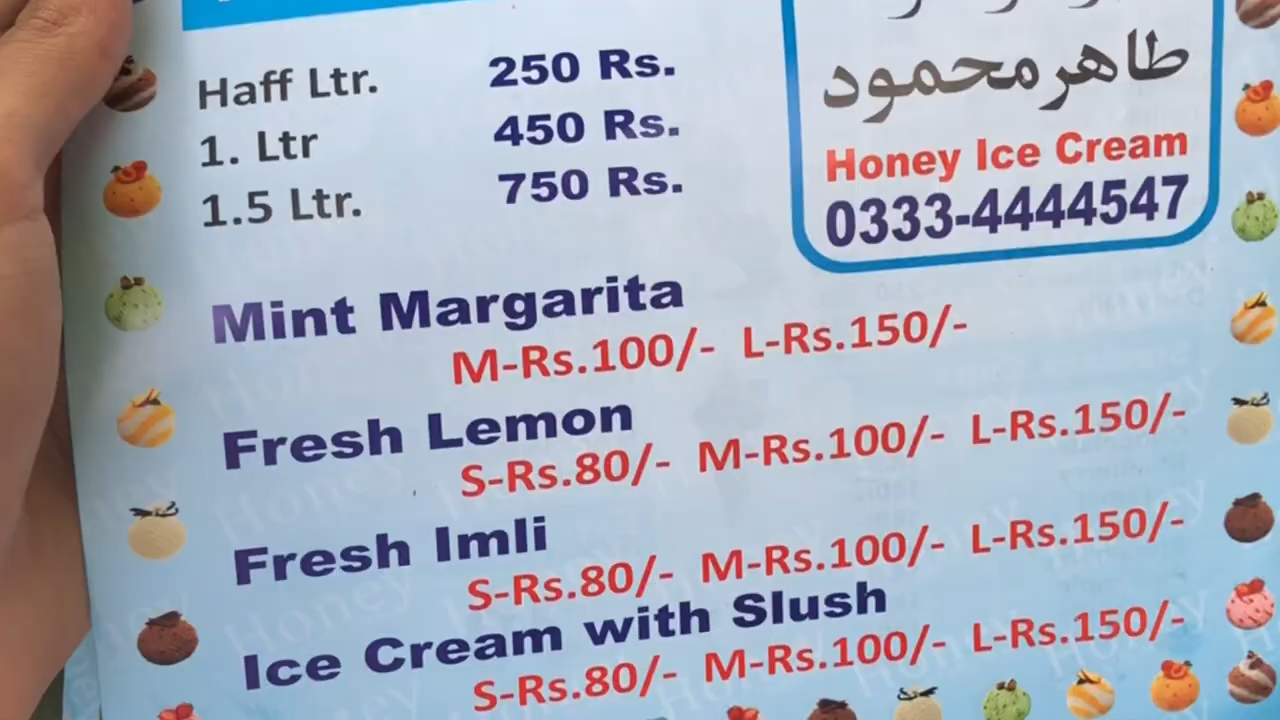 Haff Ltr. 250 Rs.
1. Ltr 450 Rs.
1.5 Ltr. 750 Rs.
طاہر محمود
Honey Ice Cream
0333-4444547
Mint Margarita
M-Rs.100/- L-Rs.150/-
Fresh Lemon
S-Rs.80/- M-Rs.100/- L-Rs.150/-
Fresh Imli
S-Rs.80/- M-Rs.100/- L-Rs.150/-
Ice Cream with Slush
S-Rs.80/- M-Rs.100/- L-Rs.150/-